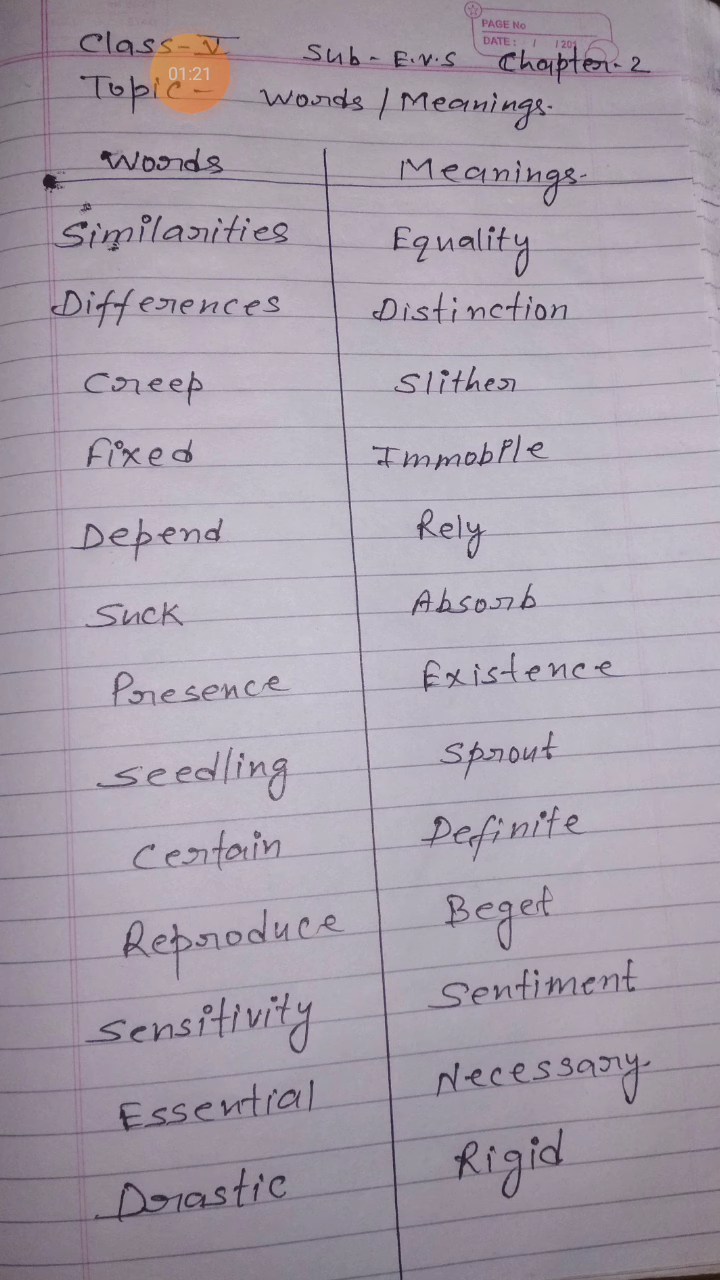 PAGE No
DATE: / / 201
Class-V Sub-E.V.S Chapter-2
01:21
Topic- Words/Meanings.
Words Meanings.
Similarities Equality
Differences Distinction
Creep Slither
Fixed Immobile
Depend Rely
Suck Absorb
Presence Existence
Seedling Sprout
Certain Definite
Reproduce Beget
Sensitivity Sentiment
Essential Necessary.
Drastic Rigid